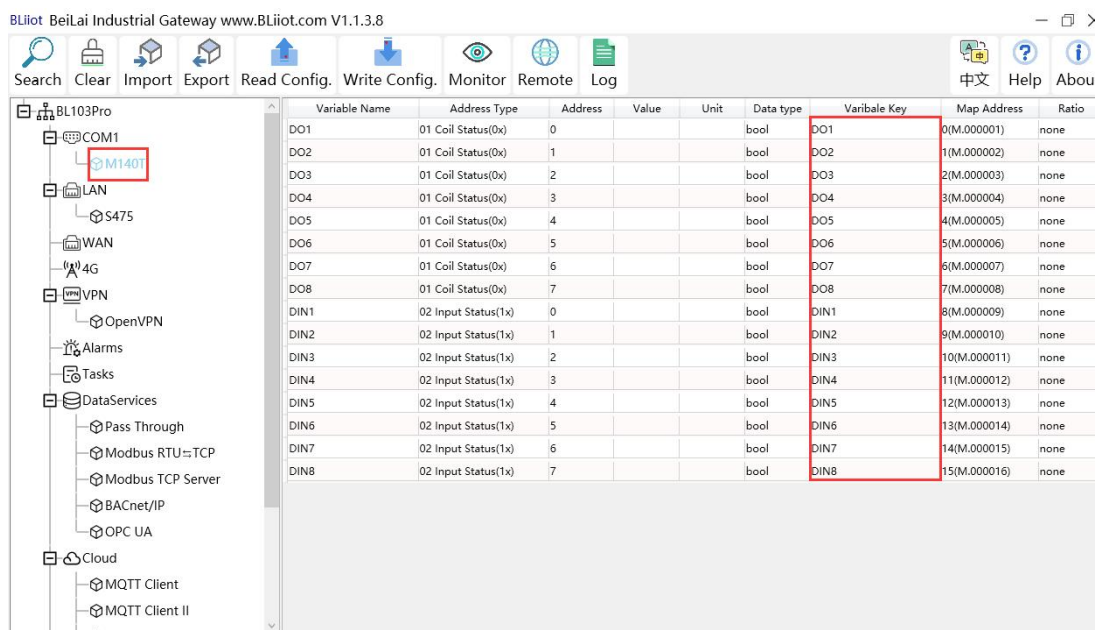 BLiiot BeiLai Industrial Gateway www.BLiiot.com V1.1.3.8
Search Clear Import Export Read Config. Write Config. Monitor Remote Log 中文 Help Abou
BL103Pro
COM1
M140T
LAN
S475
WAN
4G
VPN
OpenVPN
Alarms
Tasks
DataServices
Pass Through
Modbus RTU⇆TCP
Modbus TCP Server
BACnet/IP
OPC UA
Cloud
MQTT Client
MQTT Client II
Variable Name Address Type Address Value Unit Data type Varibale Key Map Address Ratio
DO1 01 Coil Status(0x) 0 bool DO1 0(M.000001) none
DO2 01 Coil Status(0x) 1 bool DO2 1(M.000002) none
DO3 01 Coil Status(0x) 2 bool DO3 2(M.000003) none
DO4 01 Coil Status(0x) 3 bool DO4 3(M.000004) none
DO5 01 Coil Status(0x) 4 bool DO5 4(M.000005) none
DO6 01 Coil Status(0x) 5 bool DO6 5(M.000006) none
DO7 01 Coil Status(0x) 6 bool DO7 6(M.000007) none
DO8 01 Coil Status(0x) 7 bool DO8 7(M.000008) none
DIN1 02 Input Status(1x) 0 bool DIN1 8(M.000009) none
DIN2 02 Input Status(1x) 1 bool DIN2 9(M.000010) none
DIN3 02 Input Status(1x) 2 bool DIN3 10(M.000011) none
DIN4 02 Input Status(1x) 3 bool DIN4 11(M.000012) none
DIN5 02 Input Status(1x) 4 bool DIN5 12(M.000013) none
DIN6 02 Input Status(1x) 5 bool DIN6 13(M.000014) none
DIN7 02 Input Status(1x) 6 bool DIN7 14(M.000015) none
DIN8 02 Input Status(1x) 7 bool DIN8 15(M.000016) none